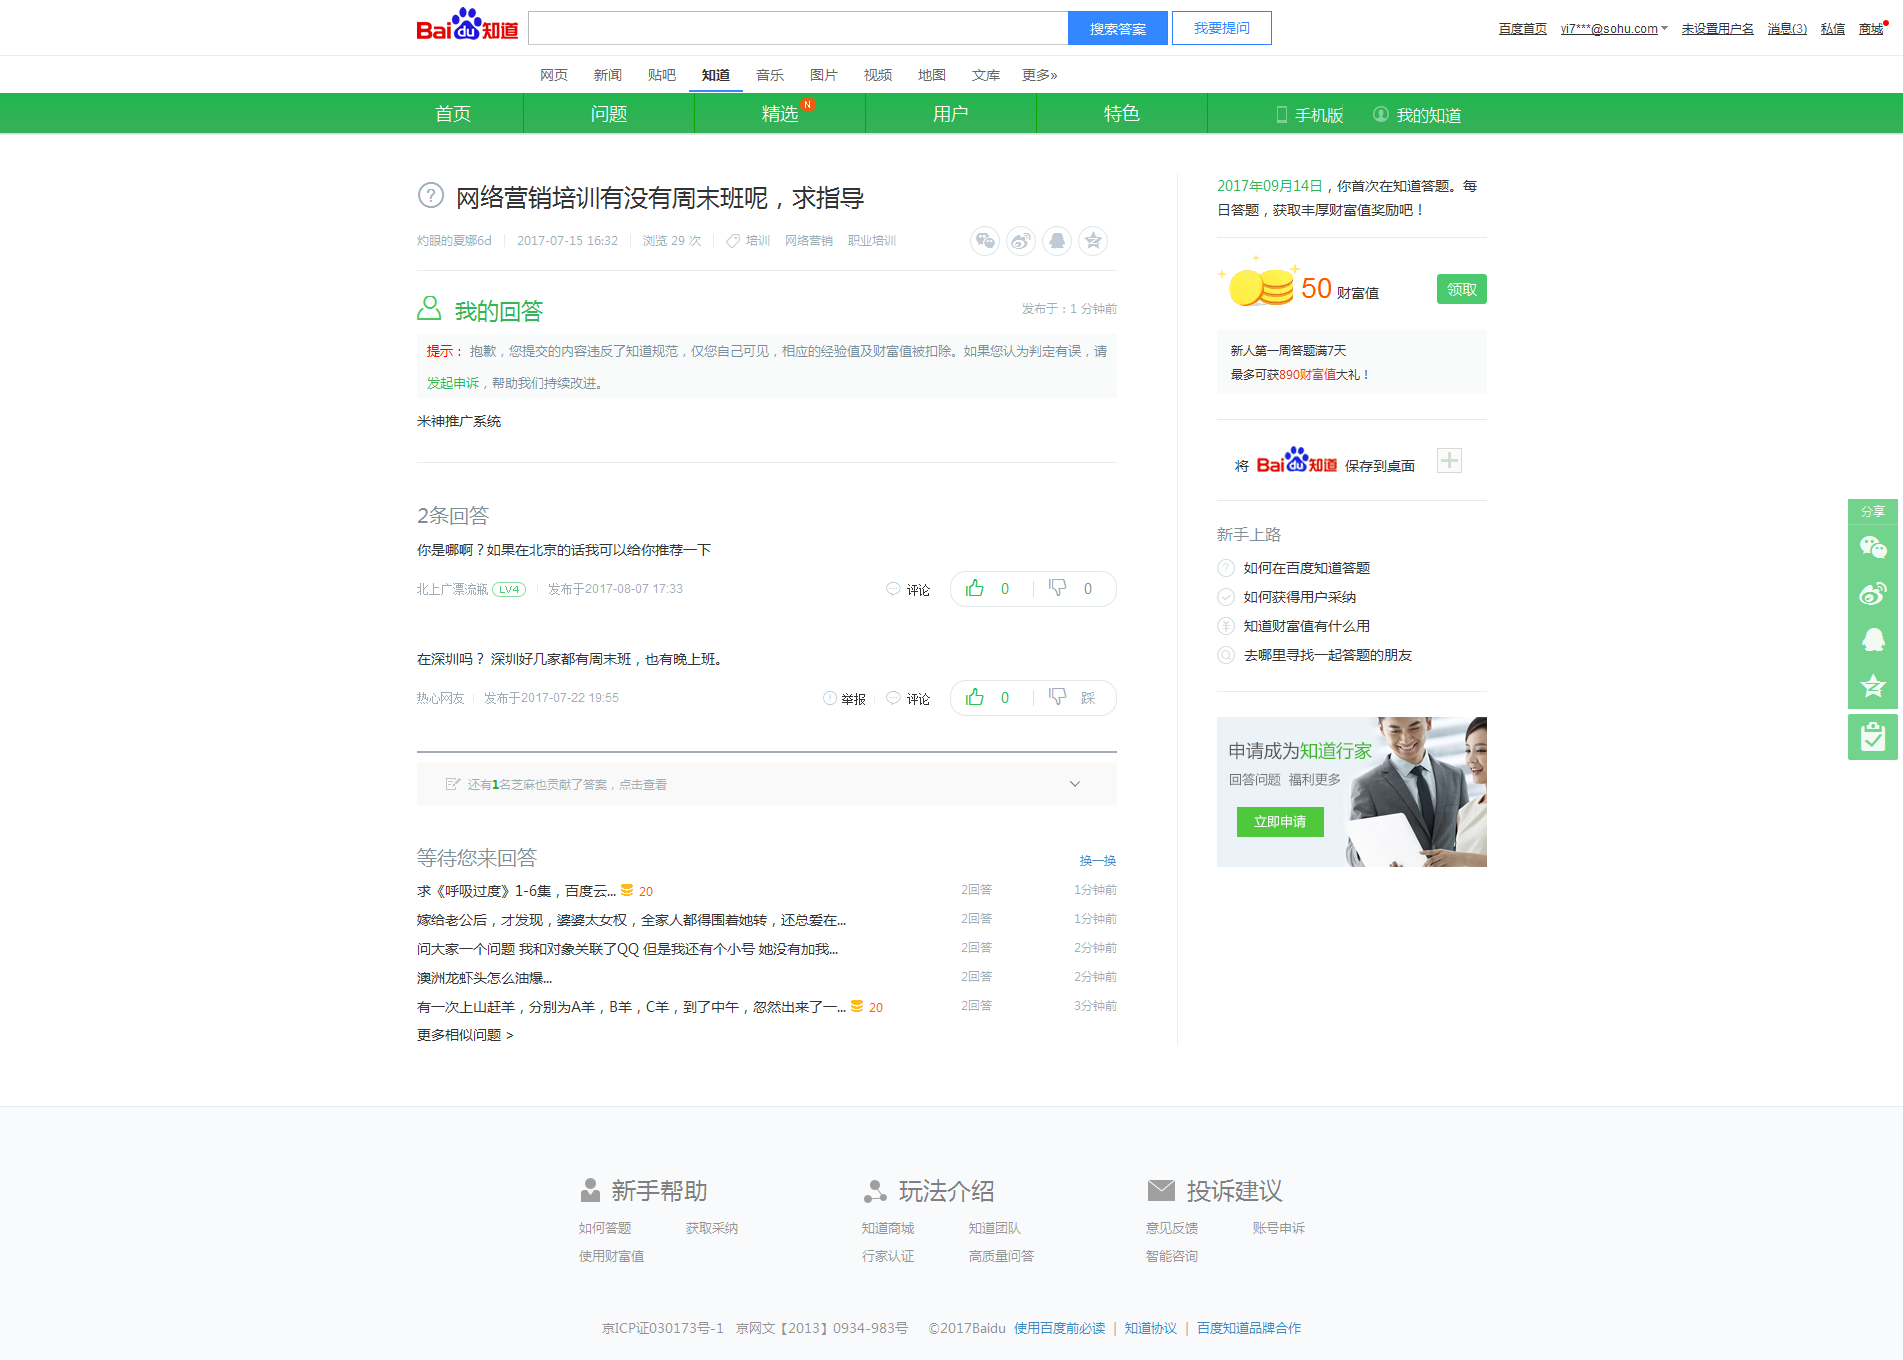 Baidu知道
搜索答案
我要提问
百度首页 yi7***@sohu.com 未设置用户名 消息(3) 私信 商城
网页 新闻 贴吧 知道 音乐 图片 视频 地图 文库 更多»
首页 问题 精选 N 用户 特色 手机版 我的知道
网络营销培训有没有周末班呢，求指导
灼眼的夏娜6d 2017-07-15 16:32 浏览 29 次 培训 网络营销 职业培训
我的回答
发布于：1 分钟前
提示： 抱歉，您提交的内容违反了知道规范，仅您自己可见，相应的经验值及财富值被扣除。如果您认为判定有误，请
发起申诉，帮助我们持续改进。
米神推广系统
2条回答
你是哪啊？如果在北京的话我可以给你推荐一下
北上广漂流瓶 LV4 发布于2017-08-07 17:33 评论 0 0
在深圳吗？ 深圳好几家都有周末班，也有晚上班。
热心网友 发布于2017-07-22 19:55 举报 评论 0 踩
还有1名芝麻也贡献了答案，点击查看
等待您来回答
换一换
求《呼吸过度》1-6集，百度云... 20 2回答 1分钟前
嫁给老公后，才发现，婆婆太女权，全家人都得围着她转，还总爱在... 2回答 1分钟前
问大家一个问题 我和对象关联了QQ 但是我还有个小号 她没有加我... 2回答 2分钟前
澳洲龙虾头怎么油爆... 2回答 2分钟前
有一次上山赶羊，分别为A羊，B羊，C羊，到了中午，忽然出来了一... 20 2回答 3分钟前
更多相似问题 >
2017年09月14日，你首次在知道答题。每
日答题，获取丰厚财富值奖励吧！
50 财富值 领取
新人第一周答题满7天
最多可获890财富值大礼！
将 Baidu知道 保存到桌面
新手上路
如何在百度知道答题
如何获得用户采纳
知道财富值有什么用
去哪里寻找一起答题的朋友
申请成为知道行家
回答问题 福利更多
立即申请
分享
新手帮助
如何答题 获取采纳
使用财富值
玩法介绍
知道商城 知道团队
行家认证 高质量问答
投诉建议
意见反馈 账号申诉
智能咨询
京ICP证030173号-1 京网文【2013】0934-983号 ©2017Baidu 使用百度前必读 | 知道协议 | 百度知道品牌合作